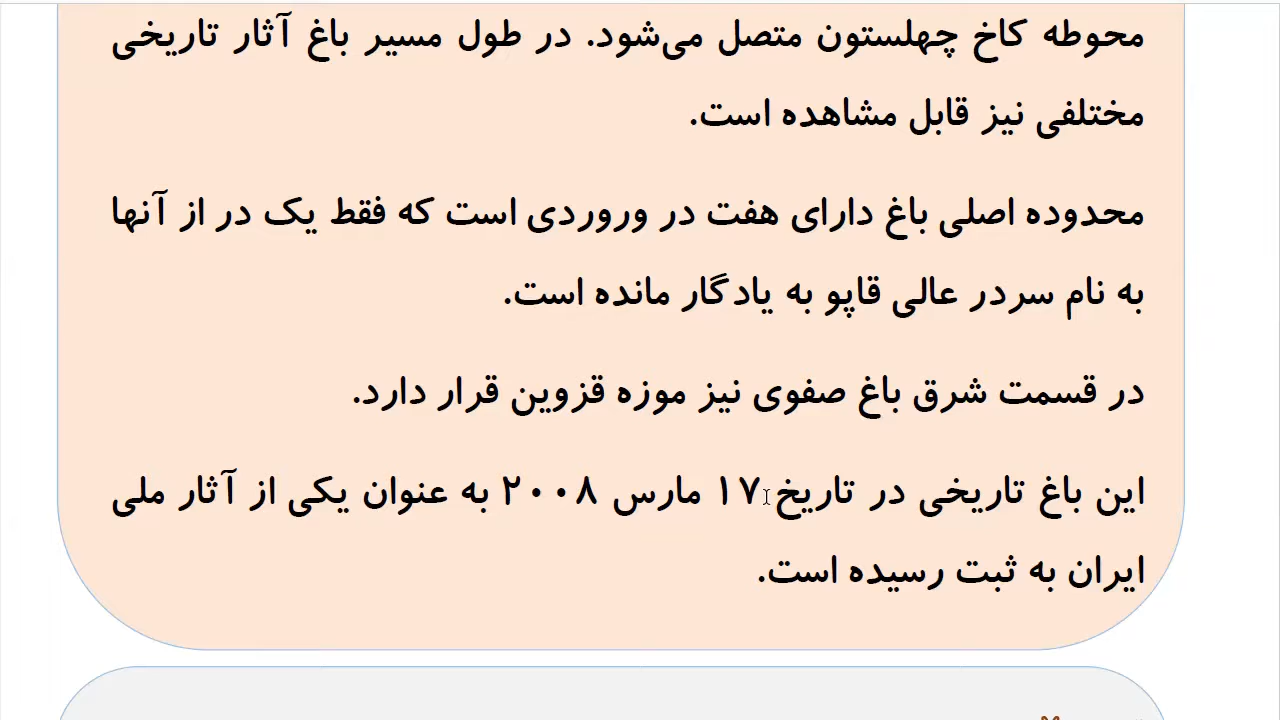 محوطه کاخ چهلستون متصل می‌شود. در طول مسیر باغ آثار تاریخی
مختلفی نیز قابل مشاهده است.
محدوده اصلی باغ دارای هفت در وروردی است که فقط یک در از آنها
به نام سردر عالی قاپو به یادگار مانده است.
در قسمت شرق باغ صفوی نیز موزه قزوین قرار دارد.
این باغ تاریخی در تاریخ ۱۷ مارس ۲۰۰۸ به عنوان یکی از آثار ملی
ایران به ثبت رسیده است.